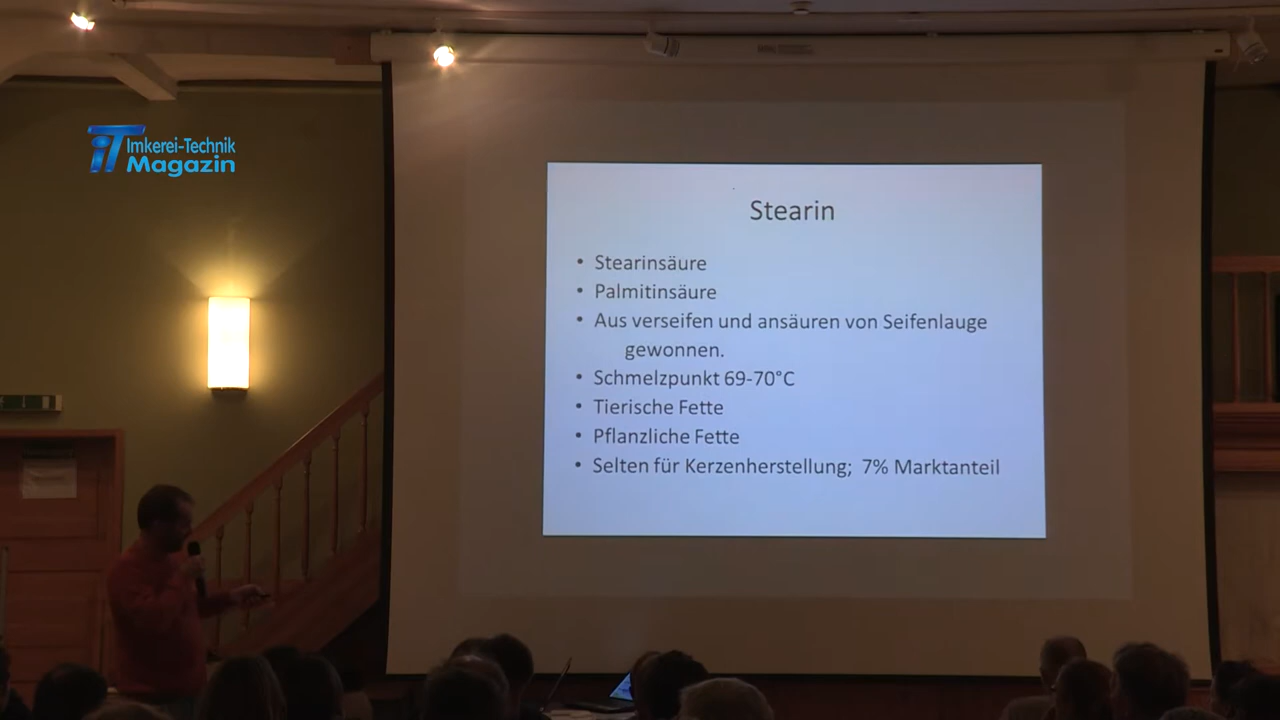 iT Imkerei-Technik
Magazin
Stearin
• Stearinsäure
• Palmitinsäure
• Aus verseifen und ansäuren von Seifenlauge
gewonnen.
• Schmelzpunkt 69-70°C
• Tierische Fette
• Pflanzliche Fette
• Selten für Kerzenherstellung; 7% Marktanteil